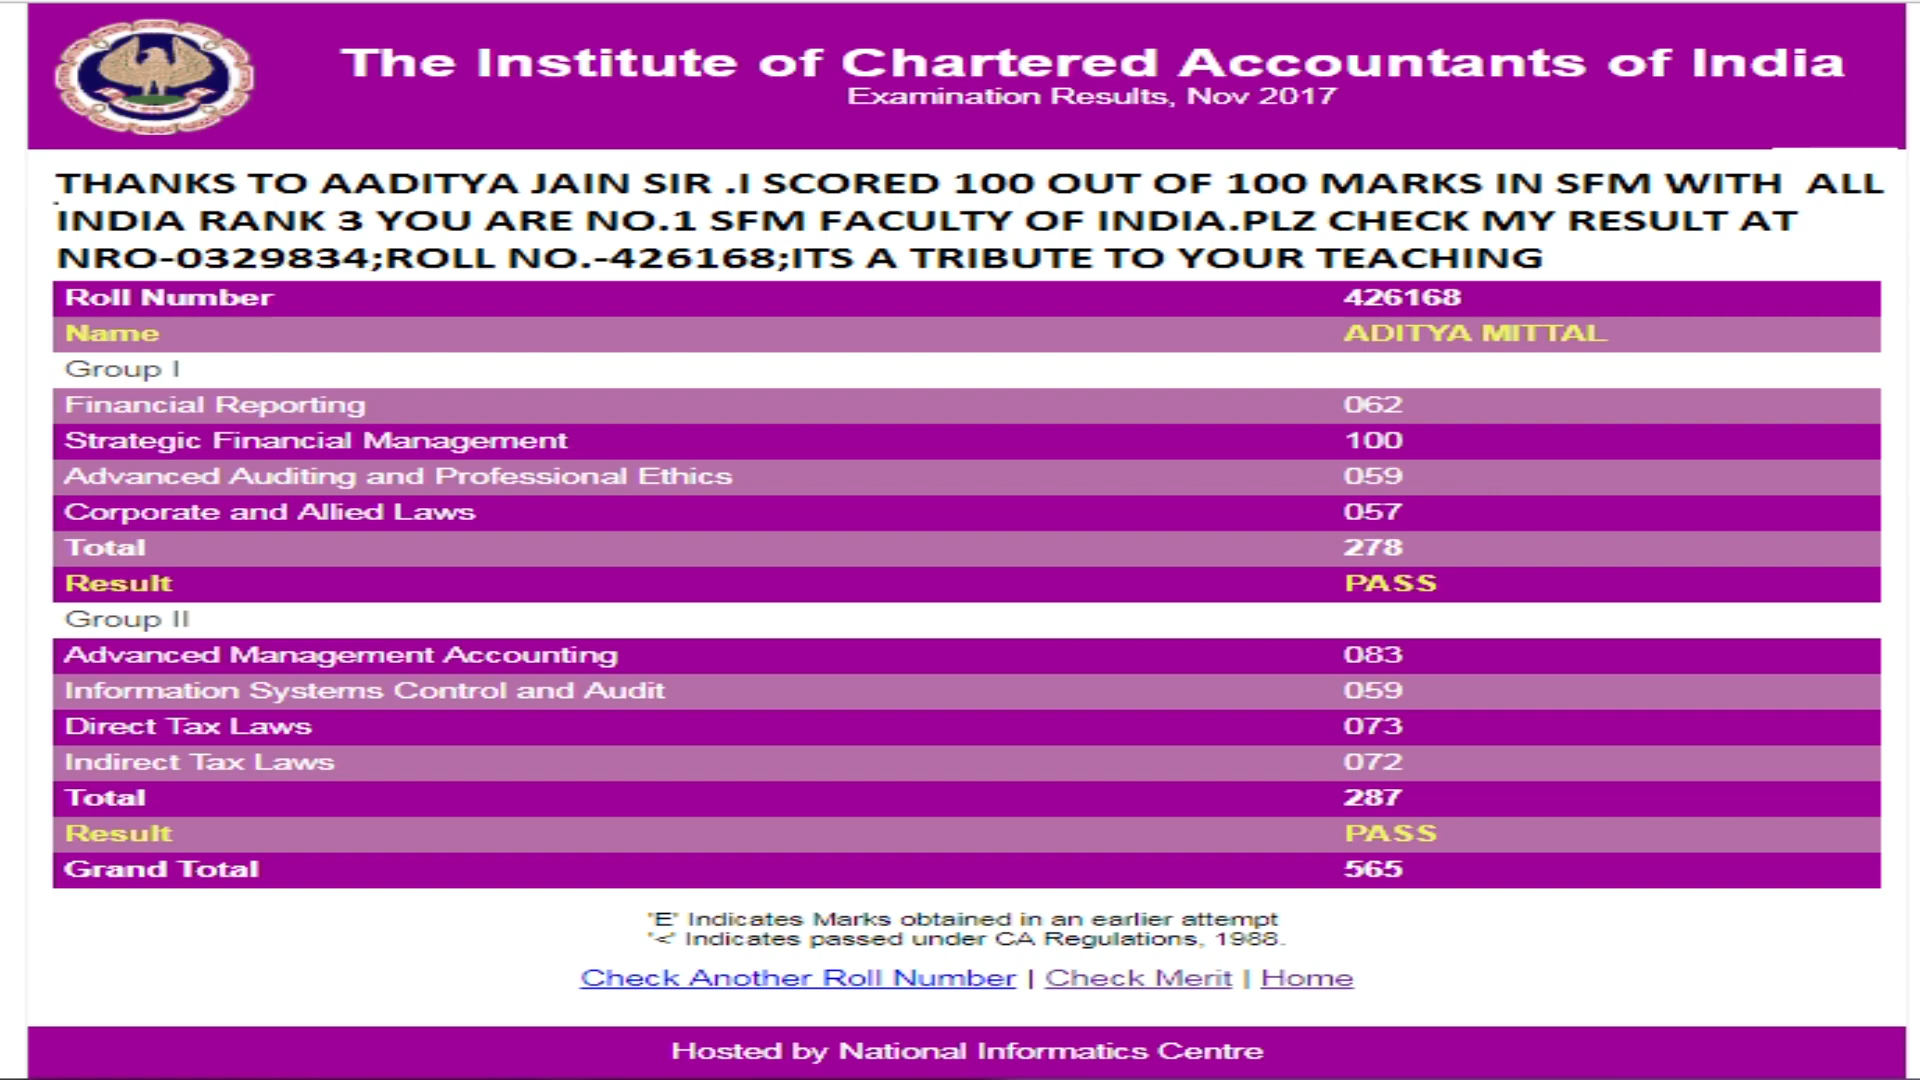 The Institute of Chartered Accountants of India
Examination Results, Nov 2017
THANKS TO AADITYA JAIN SIR .I SCORED 100 OUT OF 100 MARKS IN SFM WITH ALL
INDIA RANK 3 YOU ARE NO.1 SFM FACULTY OF INDIA.PLZ CHECK MY RESULT AT
NRO-0329834;ROLL NO.-426168;ITS A TRIBUTE TO YOUR TEACHING
Roll Number 426168
Name ADITYA MITTAL
Group I
Financial Reporting 062
Strategic Financial Management 100
Advanced Auditing and Professional Ethics 059
Corporate and Allied Laws 057
Total 278
Result PASS
Group II
Advanced Management Accounting 083
Information Systems Control and Audit 059
Direct Tax Laws 073
Indirect Tax Laws 072
Total 287
Result PASS
Grand Total 565
'E' Indicates Marks obtained in an earlier attempt
'<' Indicates passed under CA Regulations, 1988.
Check Another Roll Number | Check Merit | Home
Hosted by National Informatics Centre